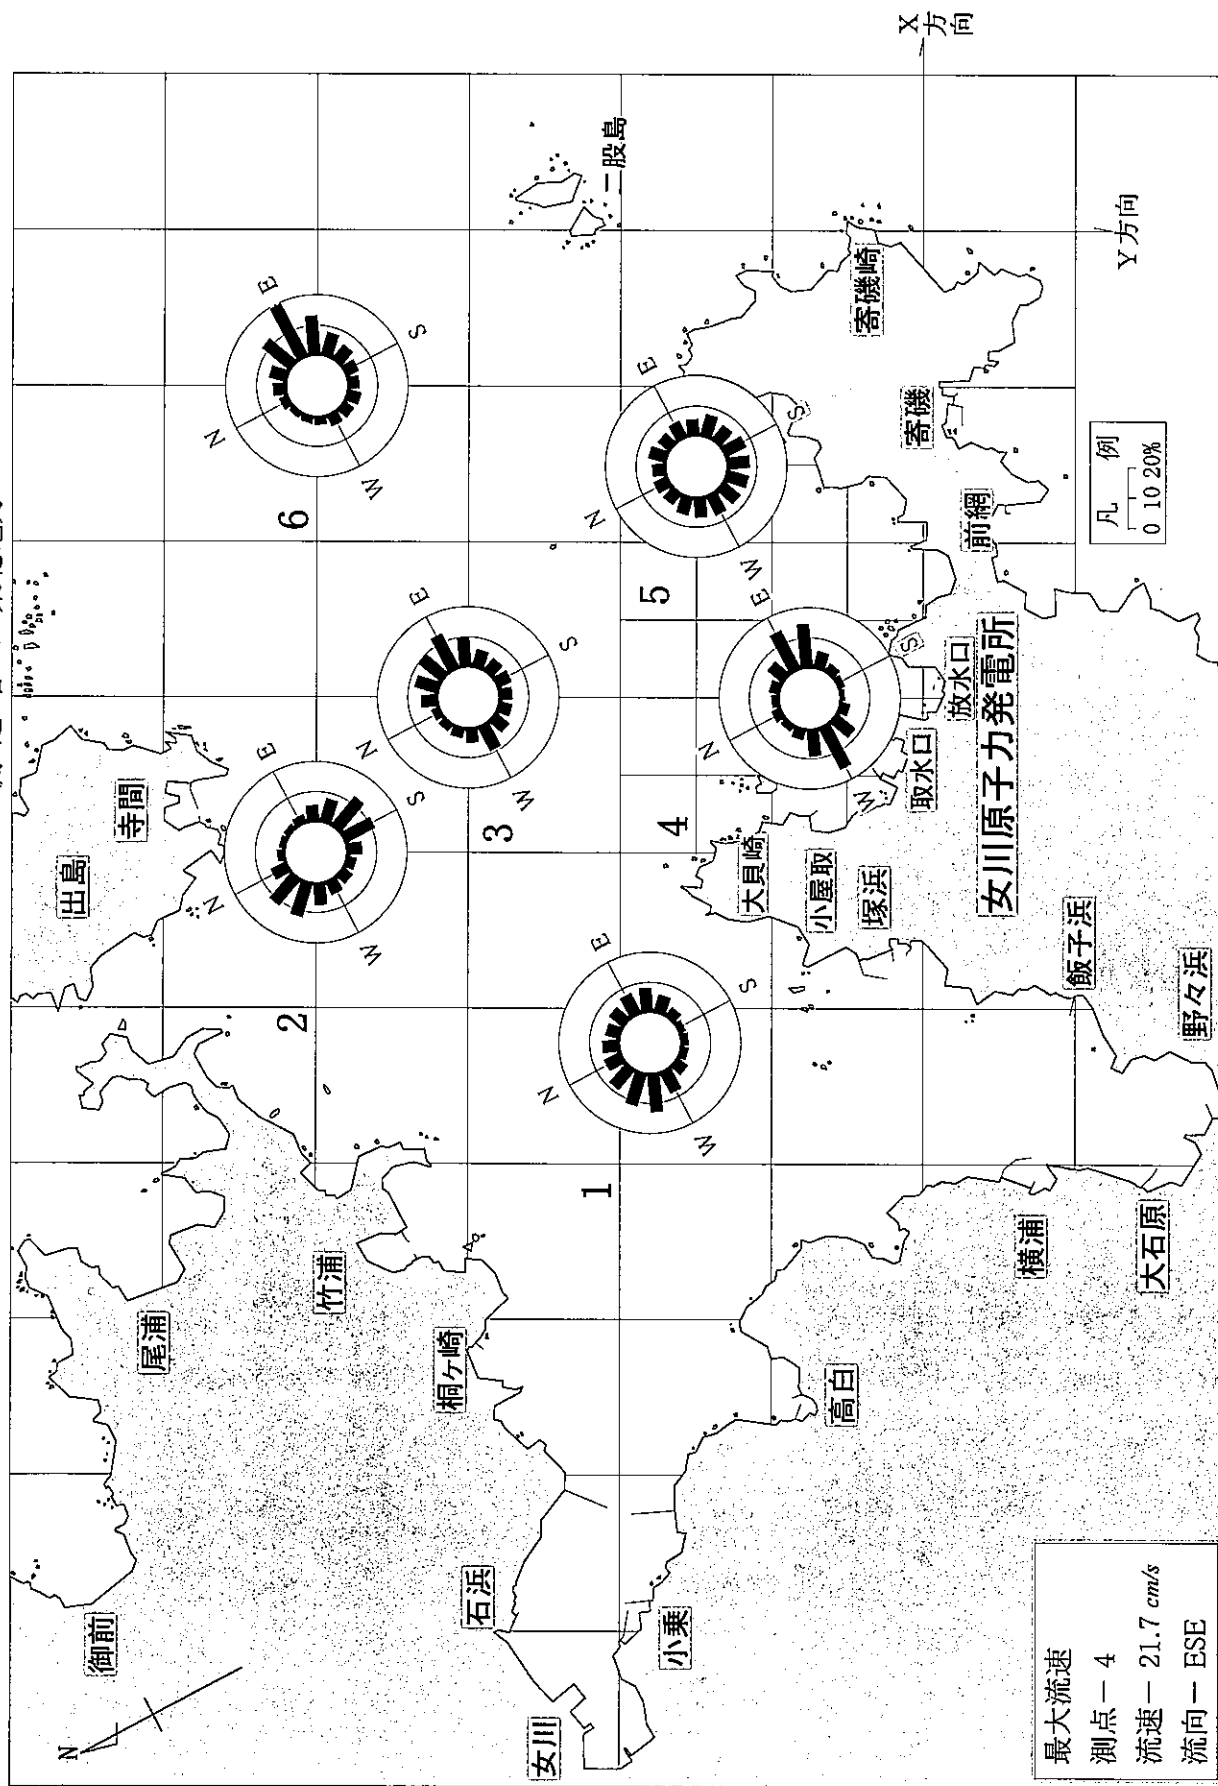 X
方
向
Y方向
二股島
寄磯崎
寄磯
前網
凡 例
0 10 20%
女川原子力発電所
放水口
取水口
大貝崎
小屋取
塚浜
飯子浜
野々浜
大石原
横浦
高白
小乗
女川
石浜
桐ヶ崎
竹浦
尾浦
御前
出島
寺間
1
N
E
S
W
2
N
E
S
W
3
N
E
S
W
4
N
E
S
W
5
N
E
S
W
6
N
E
S
W
N
最大流速
測点－4
流速－21.7 cm/s
流向－ESE